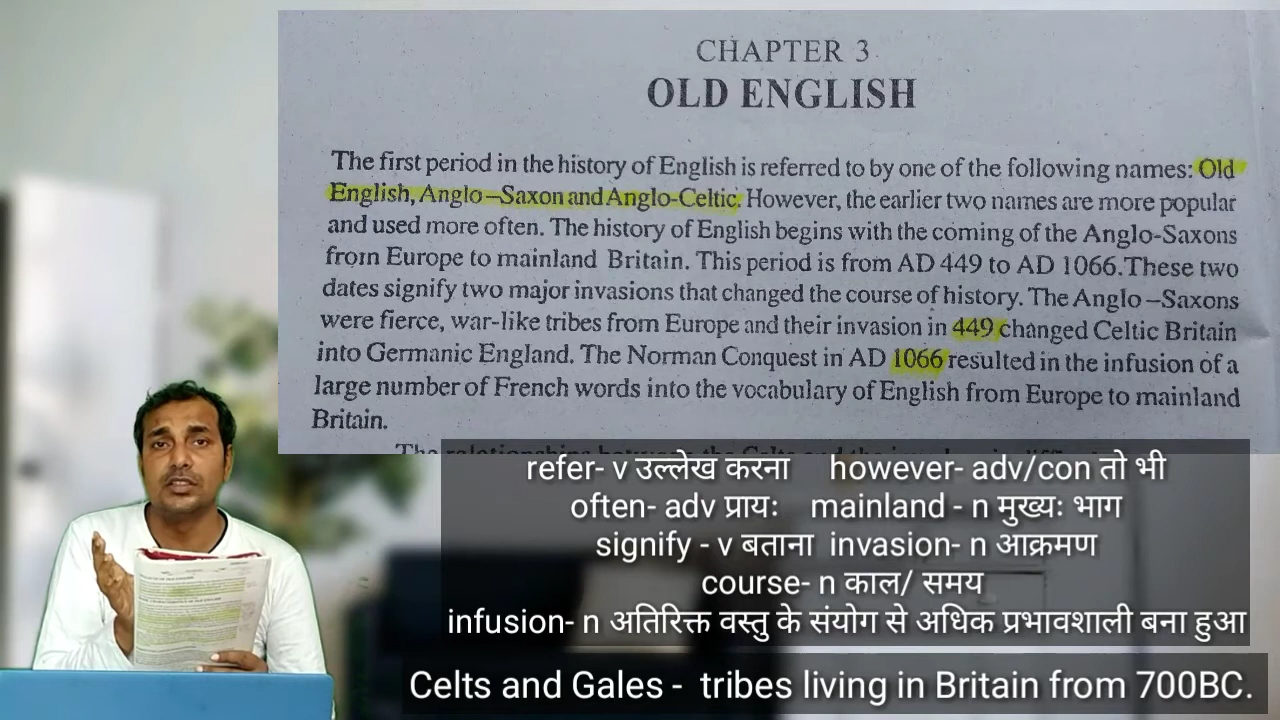 CHAPTER 3
OLD ENGLISH
The first period in the history of English is referred to by one of the following names: Old
English, Anglo–Saxon and Anglo-Celtic. However, the earlier two names are more popular
and used more often. The history of English begins with the coming of the Anglo-Saxons
from Europe to mainland Britain. This period is from AD 449 to AD 1066. These two
dates signify two major invasions that changed the course of history. The Anglo–Saxons
were fierce, war-like tribes from Europe and their invasion in 449 changed Celtic Britain
into Germanic England. The Norman Conquest in AD 1066 resulted in the infusion of a
large number of French words into the vocabulary of English from Europe to mainland
Britain.
refer- v उल्लेख करना however- adv/con तो भी
often- adv प्रायः mainland - n मुख्यः भाग
signify - v बताना invasion- n आक्रमण
course- n काल/ समय
infusion- n अतिरिक्त वस्तु के संयोग से अधिक प्रभावशाली बना हुआ
Celts and Gales - tribes living in Britain from 700BC.